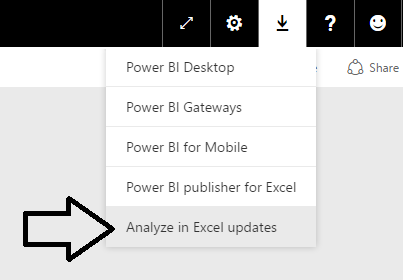 ?
Power BI Desktop
Share
Power BI Gateways
Power BI for Mobile
Power BI publisher for Excel
Analyze in Excel updates